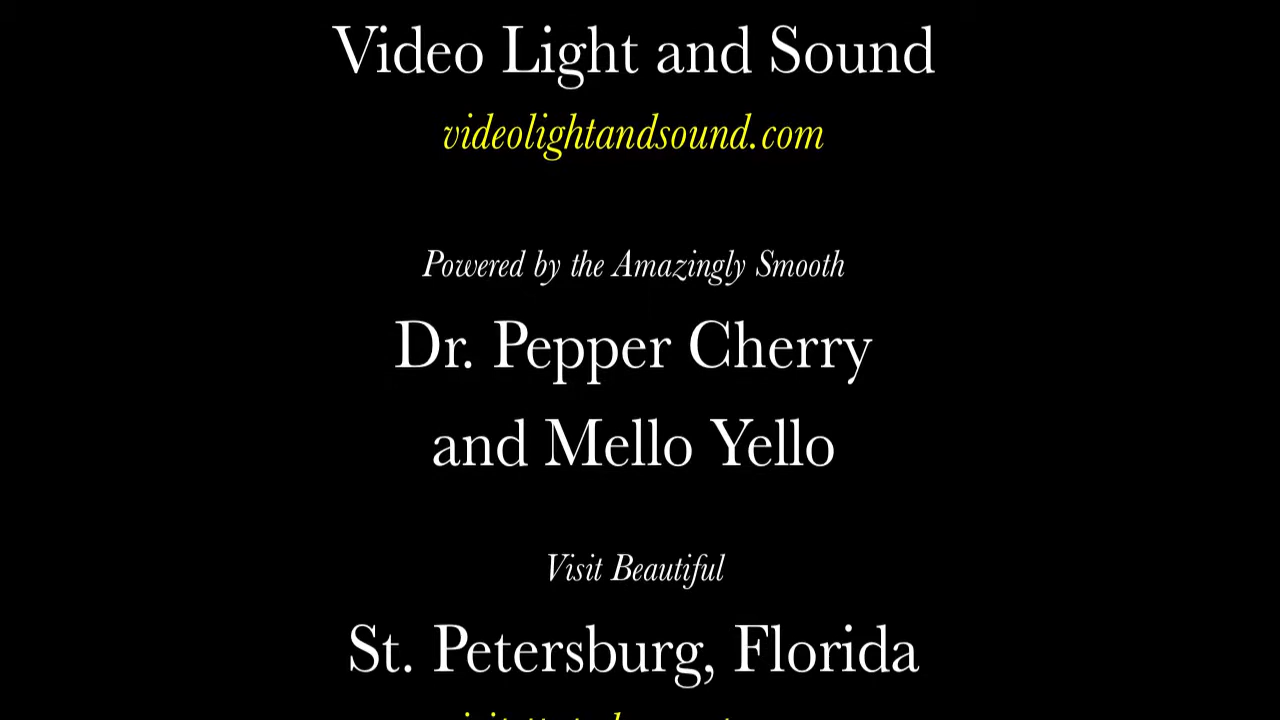 Video Light and Sound
videolightandsound.com
Powered by the Amazingly Smooth
Dr. Pepper Cherry
and Mello Yello
Visit Beautiful
St. Petersburg, Florida